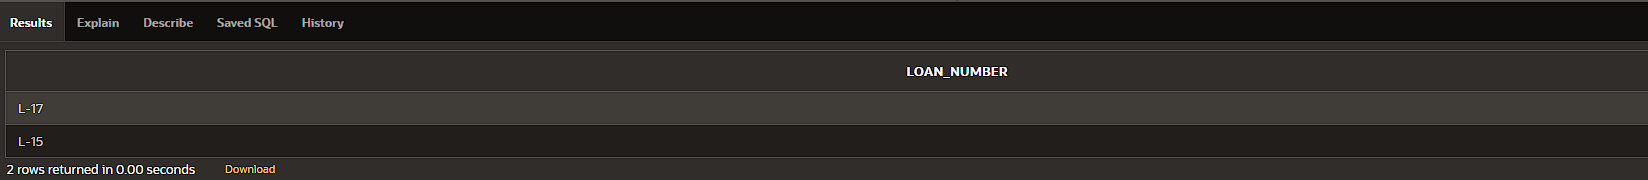 Results Explain Describe Saved SQL History
LOAN_NUMBER
L-17
L-15
2 rows returned in 0.00 seconds Download